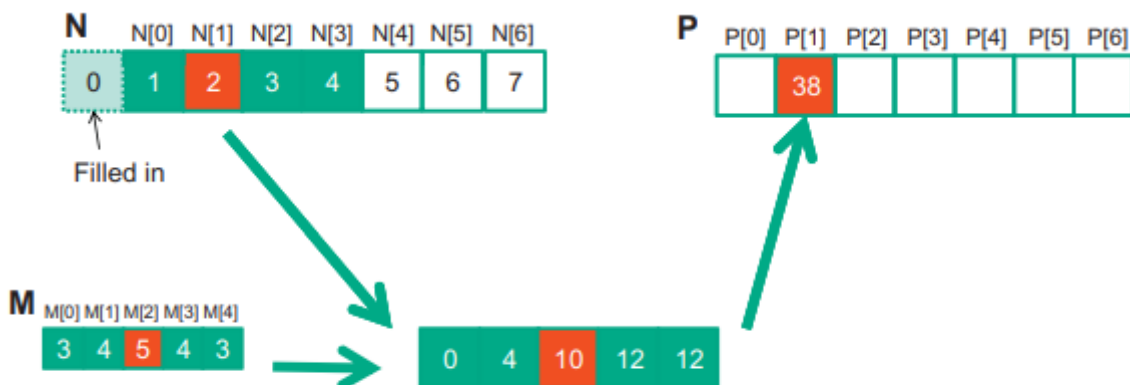 N N[0] N[1] N[2] N[3] N[4] N[5] N[6]
0 1 2 3 4 5 6 7
Filled in
P P[0] P[1] P[2] P[3] P[4] P[5] P[6]
38
M M[0] M[1] M[2] M[3] M[4]
3 4 5 4 3
0 4 10 12 12